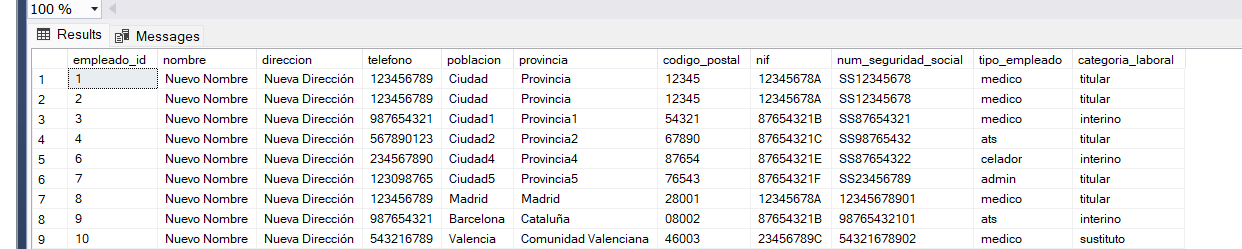 100 %
Results Messages
empleado_id nombre direccion telefono poblacion provincia codigo_postal nif num_seguridad_social tipo_empleado categoria_laboral
1 1 Nuevo Nombre Nueva Dirección 123456789 Ciudad Provincia 12345 12345678A SS12345678 medico titular
2 2 Nuevo Nombre Nueva Dirección 123456789 Ciudad Provincia 12345 12345678A SS12345678 medico titular
3 3 Nuevo Nombre Nueva Dirección 987654321 Ciudad1 Provincia1 54321 87654321B SS87654321 medico interino
4 4 Nuevo Nombre Nueva Dirección 567890123 Ciudad2 Provincia2 67890 87654321C SS98765432 ats titular
5 6 Nuevo Nombre Nueva Dirección 234567890 Ciudad4 Provincia4 87654 87654321E SS87654322 celador interino
6 7 Nuevo Nombre Nueva Dirección 123098765 Ciudad5 Provincia5 76543 87654321F SS23456789 admin titular
7 8 Nuevo Nombre Nueva Dirección 123456789 Madrid Madrid 28001 12345678A 12345678901 medico titular
8 9 Nuevo Nombre Nueva Dirección 987654321 Barcelona Cataluña 08002 87654321B 98765432101 ats interino
9 10 Nuevo Nombre Nueva Dirección 543216789 Valencia Comunidad Valenciana 46003 23456789C 54321678902 medico sustituto